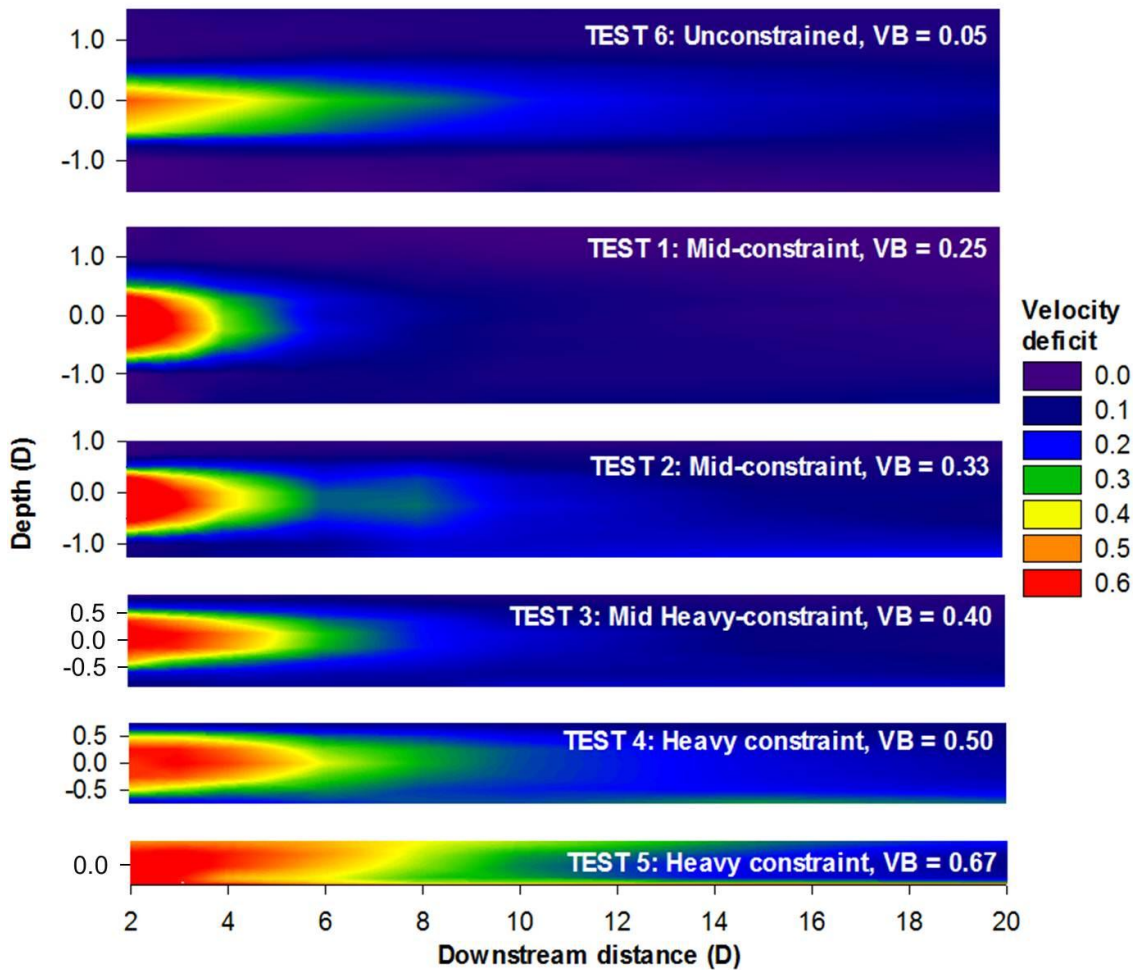 TEST 6: Unconstrained, VB = 0.05
1.0
0.0
-1.0
TEST 1: Mid-constraint, VB = 0.25
1.0
0.0
-1.0
TEST 2: Mid-constraint, VB = 0.33
1.0
0.0
-1.0
TEST 3: Mid Heavy-constraint, VB = 0.40
0.5
0.0
-0.5
TEST 4: Heavy constraint, VB = 0.50
0.5
0.0
-0.5
TEST 5: Heavy constraint, VB = 0.67
0.0
2 4 6 8 10 12 14 16 18 20
Downstream distance (D)
Depth (D)
Velocity
deficit
0.0
0.1
0.2
0.3
0.4
0.5
0.6